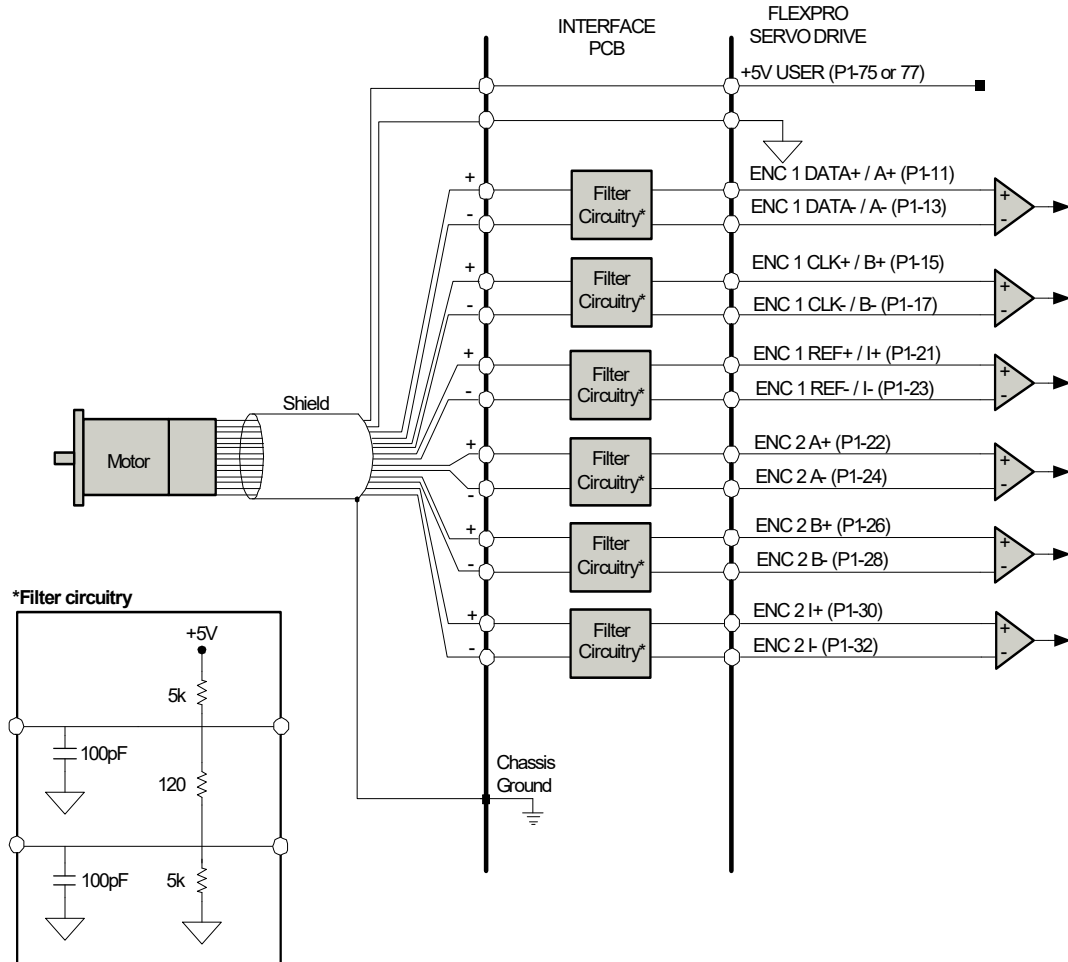 INTERFACE
PCB
FLEXPRO
SERVO DRIVE
+5V USER (P1-75 or 77)
+
-
Filter
Circuitry*
ENC 1 DATA+ / A+ (P1-11)
ENC 1 DATA- / A- (P1-13)
+
-
+
-
Filter
Circuitry*
ENC 1 CLK+ / B+ (P1-15)
ENC 1 CLK- / B- (P1-17)
+
-
+
-
Filter
Circuitry*
ENC 1 REF+ / I+ (P1-21)
ENC 1 REF- / I- (P1-23)
+
-
Shield
Motor
+
-
Filter
Circuitry*
ENC 2 A+ (P1-22)
ENC 2 A- (P1-24)
+
-
+
-
Filter
Circuitry*
ENC 2 B+ (P1-26)
ENC 2 B- (P1-28)
+
-
+
-
Filter
Circuitry*
ENC 2 I+ (P1-30)
ENC 2 I- (P1-32)
+
-
Chassis
Ground
*Filter circuitry
+5V
5k
100pF
120
100pF
5k